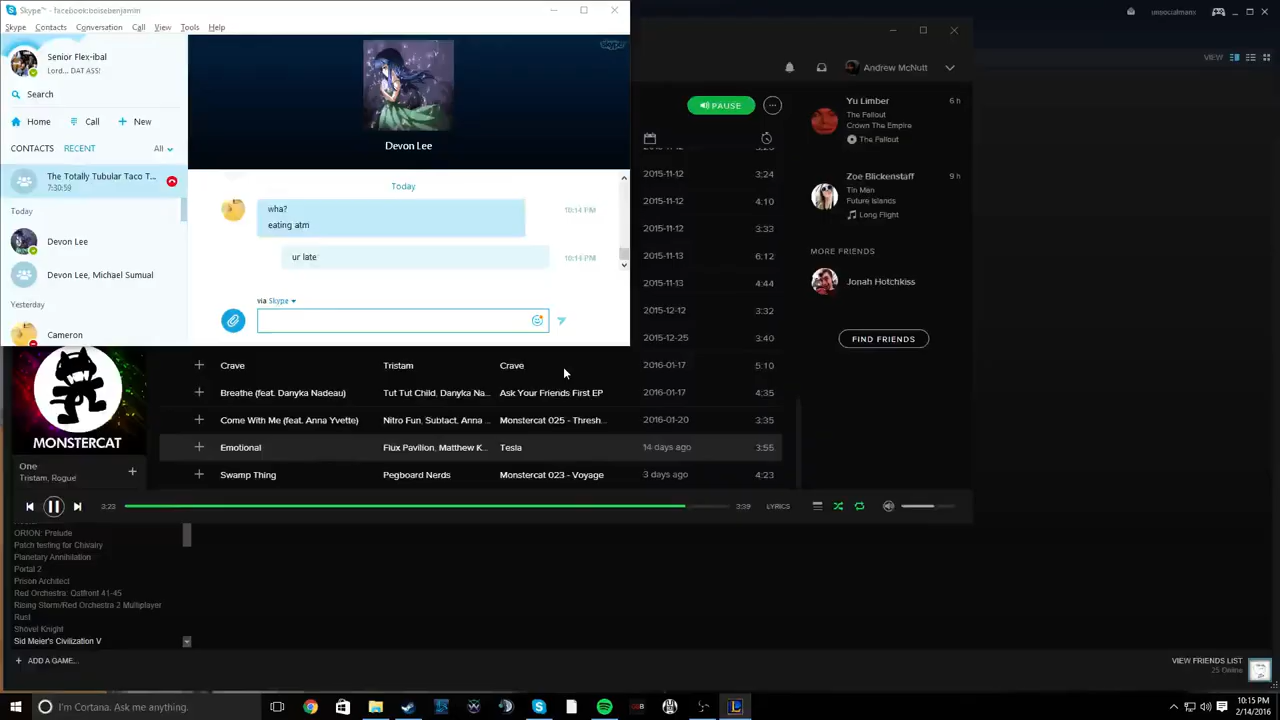 Skype™ - facebook:boisebenjamin
Skype Contacts Conversation Call View Tools Help
Senior Flex-ibal
Lord... DAT ASS!
Search
Home Call New
CONTACTS RECENT All
The Totally Tubular Taco T...
7:30:59
Today
Devon Lee
Devon Lee, Michael Sumual
Yesterday
Cameron
Devon Lee
Today
wha?
eating atm
10:14 PM
ur late
10:14 PM
via Skype
unsocialmanx
VIEW
Andrew McNutt
PAUSE
2015-11-12 3:24
2015-11-12 4:10
2015-11-12 3:33
2015-11-13 6:12
2015-11-13 4:44
2015-12-12 3:32
2015-12-25 3:40
Crave Tristam Crave 2016-01-17 5:10
Breathe (feat. Danyka Nadeau) Tut Tut Child, Danyka Na... Ask Your Friends First EP 2016-01-17 4:35
Come With Me (feat. Anna Yvette) Nitro Fun, Subtact, Anna ... Monstercat 025 - Thresh... 2016-01-20 3:35
Emotional Flux Pavilion, Matthew K... Tesla 14 days ago 3:55
Swamp Thing Pegboard Nerds Monstercat 023 - Voyage 3 days ago 4:23
Yu Limber 6 h
The Fallout
Crown The Empire
The Fallout
Zoe Blickenstaff 9 h
Tin Man
Future Islands
Long Flight
MORE FRIENDS
Jonah Hotchkiss
FIND FRIENDS
MONSTERCAT
One
Tristam, Rogue
3:23 3:39 LYRICS
ORION: Prelude
Patch testing for Chivalry
Planetary Annihilation
Portal 2
Prison Architect
Red Orchestra: Ostfront 41-45
Rising Storm/Red Orchestra 2 Multiplayer
Rust
Shovel Knight
Sid Meier's Civilization V
ADD A GAME...
VIEW FRIENDS LIST
25 Online
I'm Cortana. Ask me anything.
10:15 PM
2/14/2016